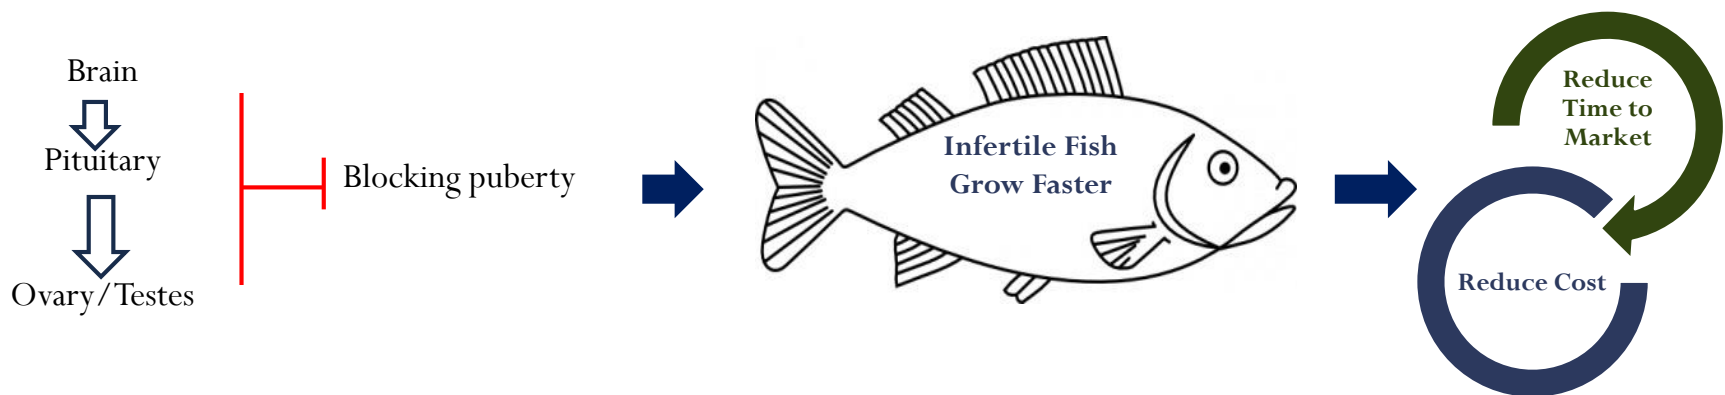 Brain
Pituitary
Ovary/Testes
Blocking puberty
Infertile Fish
Grow Faster
Reduce
Time to
Market
Reduce Cost